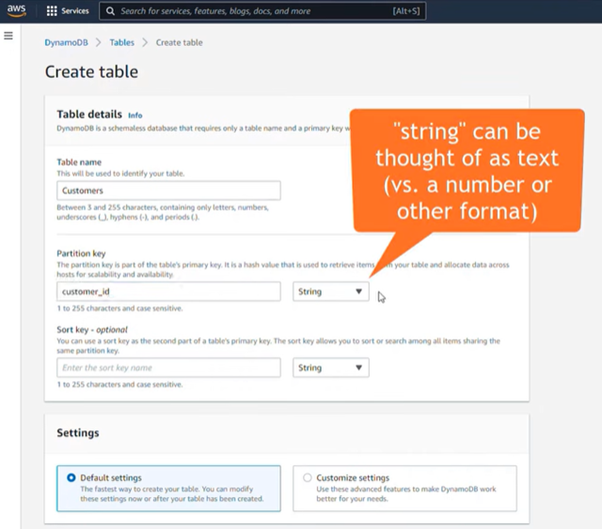 aws
Services
Search for services, features, blogs, docs, and more
[Alt+S]
DynamoDB > Tables > Create table
Create table
Table details Info
DynamoDB is a schemaless database that requires only a table name and a primary key w
"string" can be
thought of as text
(vs. a number or
other format)
Table name
This will be used to identify your table.
Customers
Between 3 and 255 characters, containing only letters, numbers,
underscores (_), hyphens (-), and periods (.).
Partition key
The partition key is part of the table's primary key. It is a hash value that is used to retrieve items your table and allocate data across
hosts for scalability and availability.
customer_id
String
1 to 255 characters and case sensitive.
Sort key - optional
You can use a sort key as the second part of a table's primary key. The sort key allows you to sort or search among all items sharing the
same partition key.
Enter the sort key name
String
1 to 255 characters and case sensitive.
Settings
Default settings
The fastest way to create your table. You can modify
these settings now or after your table has been created.
Customize settings
Use these advanced features to make DynamoDB work
better for your needs.